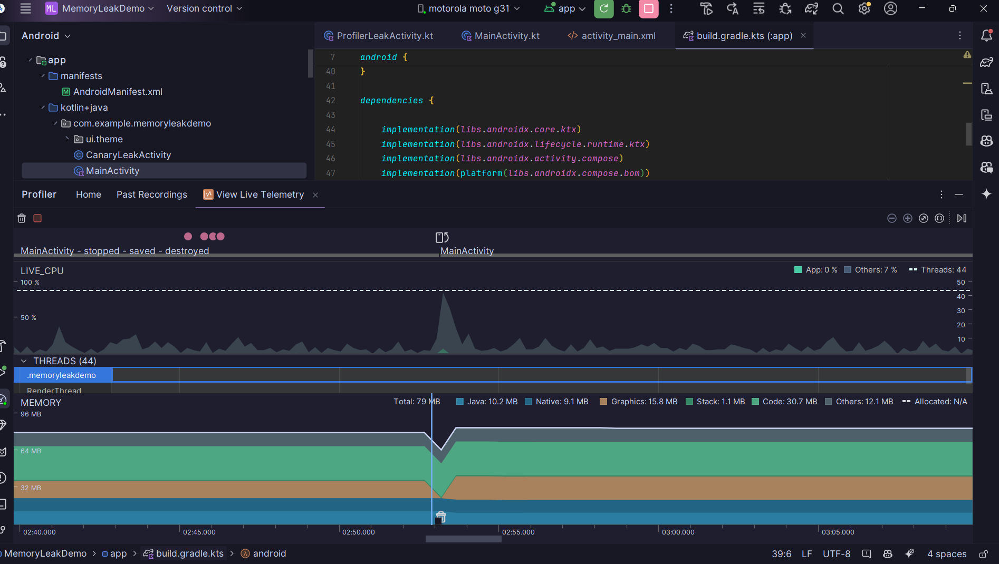 ML MemoryLeakDemo Version control motorola moto g31 app
Android
ProfilerLeakActivity.kt MainActivity.kt </> activity_main.xml build.gradle.kts (:app)
app
manifests
M AndroidManifest.xml
kotlin+java
com.example.memoryleakdemo
ui.theme
CanaryLeakActivity
MainActivity
7 android {
40 }
41
42 dependencies {
43
44 implementation(libs.androidx.core.ktx)
45 implementation(libs.androidx.lifecycle.runtime.ktx)
46 implementation(libs.androidx.activity.compose)
47 implementation(platform(libs.androidx.compose.bom))
Profiler Home Past Recordings View Live Telemetry
MainActivity - stopped - saved - destroyed MainActivity
LIVE_CPU App: 0 % Others: 7 % Threads: 44
100 % 50
40
50 % 30
20
10
THREADS (44)
.memoryleakdemo
RenderThread
MEMORY Total: 79 MB Java: 10.2 MB Native: 9.1 MB Graphics: 15.8 MB Stack: 1.1 MB Code: 30.7 MB Others: 12.1 MB Allocated: N/A
96 MB
64 MB
32 MB
02:40.000 02:45.000 02:50.000 02:55.000 03:00.000 03:05.000
MemoryLeakDemo > app > build.gradle.kts > android 39:6 LF UTF-8 4 spaces